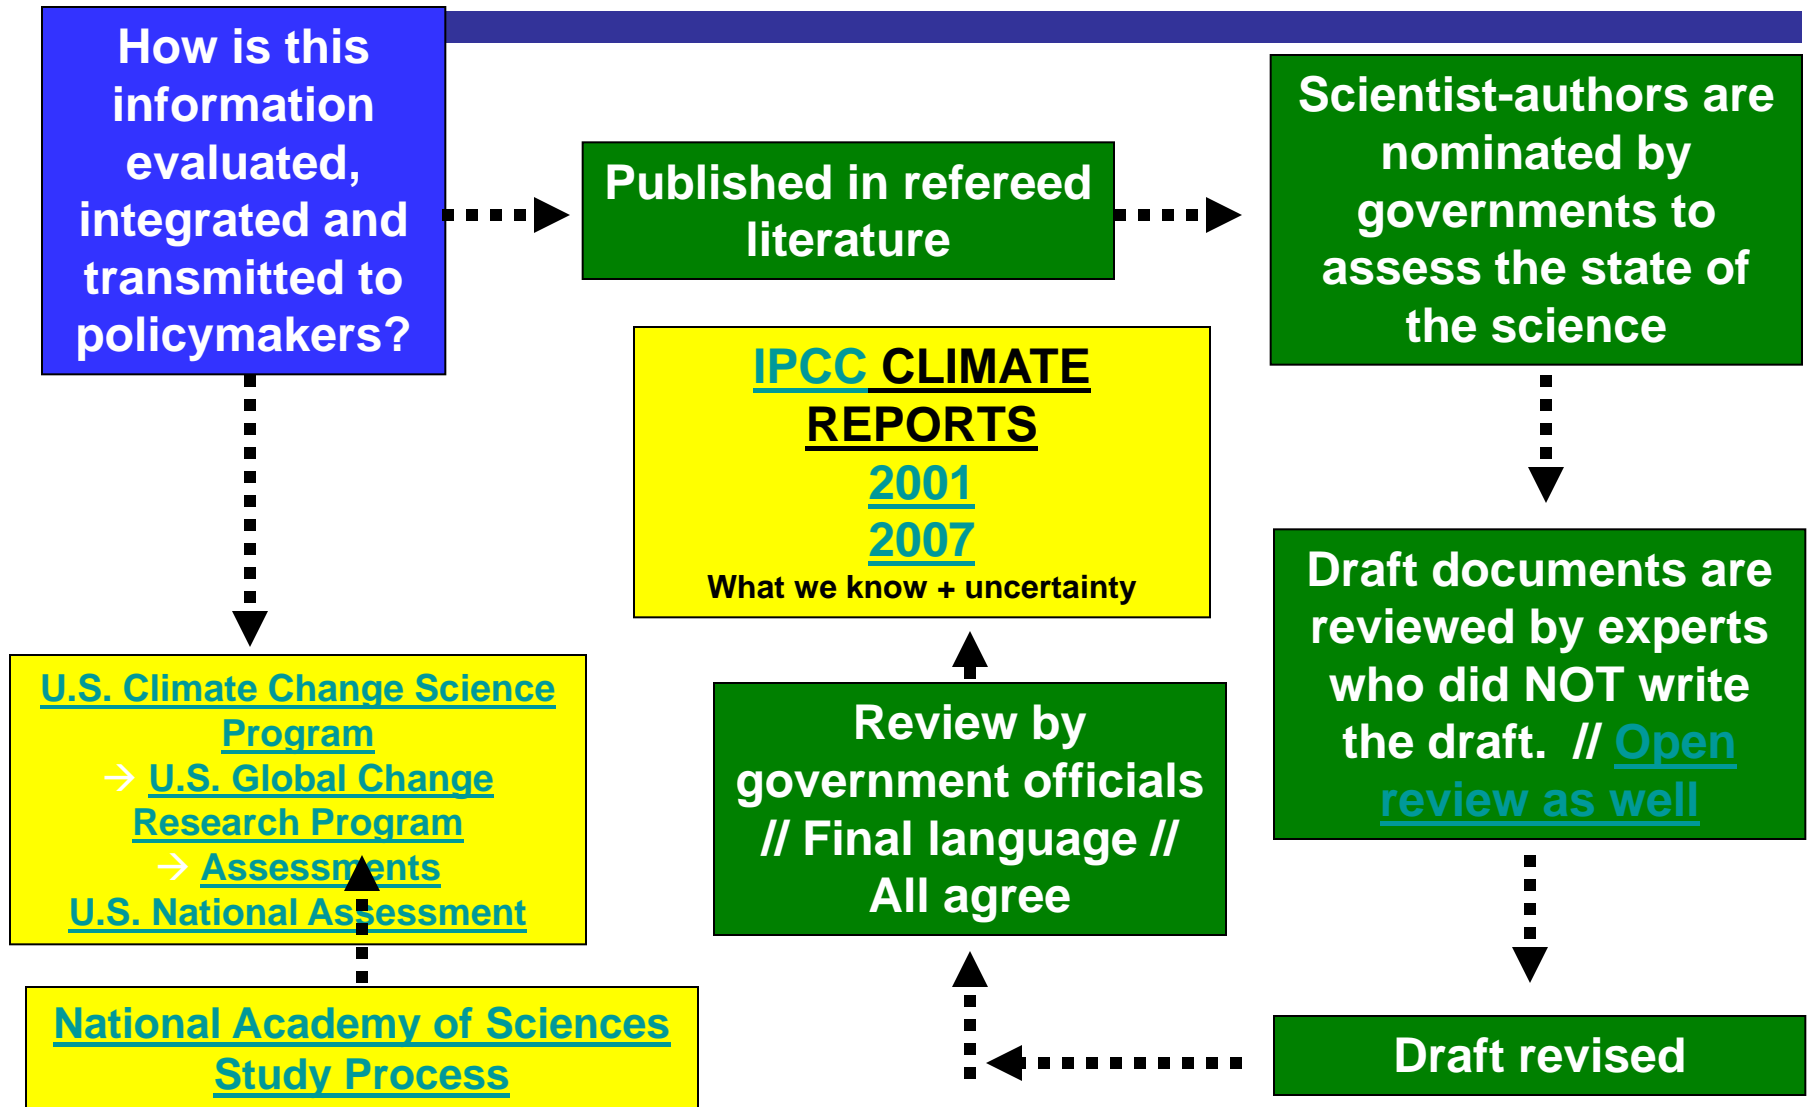 How is this
information
evaluated,
integrated and
transmitted to
policymakers?
Published in refereed
literature
Scientist-authors are
nominated by
governments to
assess the state of
the science
IPCC CLIMATE
REPORTS
2001
2007
What we know + uncertainty
Draft documents are
reviewed by experts
who did NOT write
the draft. // Open
review as well
U.S. Climate Change Science
Program
→ U.S. Global Change
Research Program
→ Assessments
U.S. National Assessment
Review by
government officials
// Final language //
All agree
National Academy of Sciences
Study Process
Draft revised